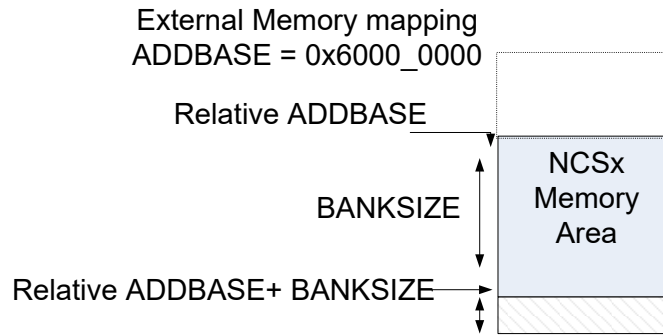 External Memory mapping
ADDBASE = 0x6000_0000
Relative ADDBASE
NCSx
Memory
Area
BANKSIZE
Relative ADDBASE+ BANKSIZE